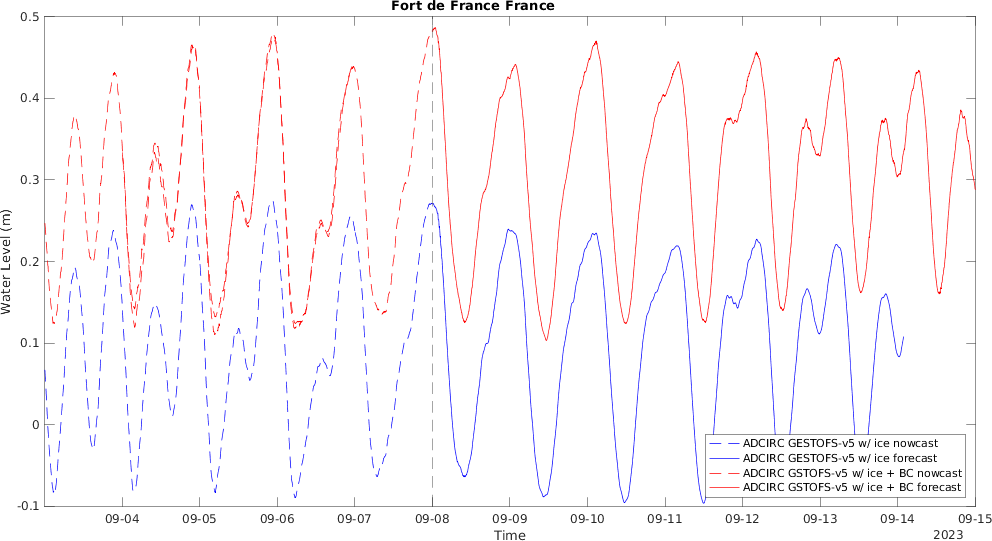 Fort de France France
0.5
0.4
0.3
0.2
0.1
0
-0.1
Water Level (m)
ADCIRC GESTOFS-v5 w/ ice nowcast
ADCIRC GESTOFS-v5 w/ ice forecast
ADCIRC GSTOFS-v5 w/ ice + BC nowcast
ADCIRC GSTOFS-v5 w/ ice + BC forecast
09-04 09-05 09-06 09-07 09-08 09-09 09-10 09-11 09-12 09-13 09-14 09-15
Time
2023